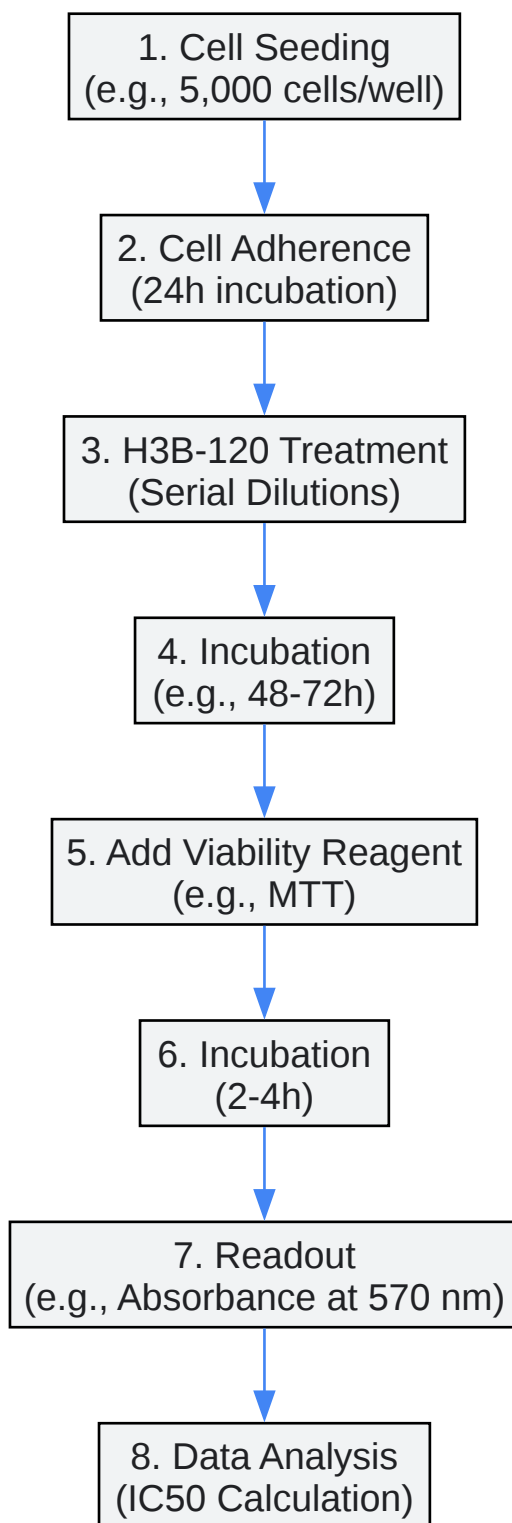 1. Cell Seeding
(e.g., 5,000 cells/well)
2. Cell Adherence
(24h incubation)
3. H3B-120 Treatment
(Serial Dilutions)
4. Incubation
(e.g., 48-72h)
5. Add Viability Reagent
(e.g., MTT)
6. Incubation
(2-4h)
7. Readout
(e.g., Absorbance at 570 nm)
8. Data Analysis
(IC50 Calculation)